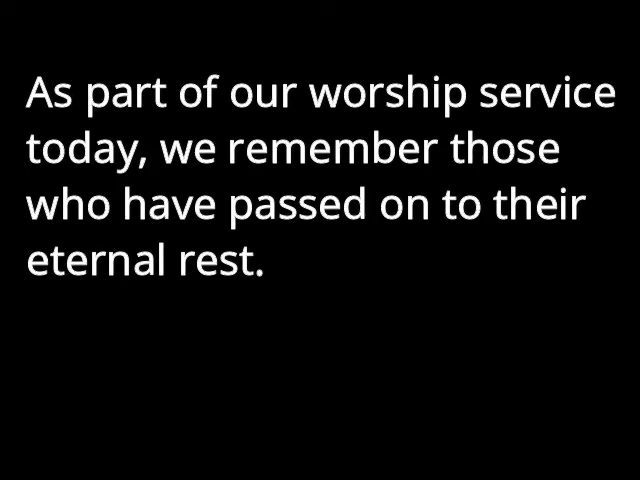 As part of our worship service
today, we remember those
who have passed on to their
eternal rest.